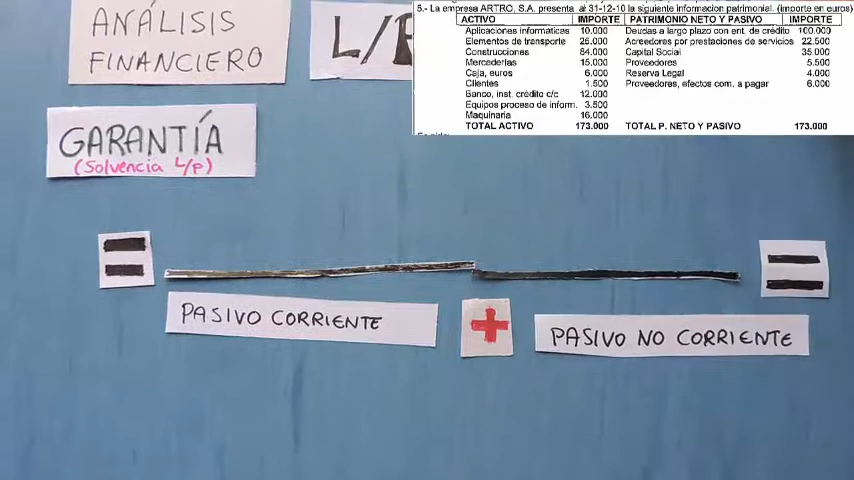 ANÁLISIS
FINANCIERO
L/P
GARANTÍA
(Solvencia L/p)
=
=
PASIVO CORRIENTE
+
PASIVO NO CORRIENTE
5.- La empresa ARTRO, S.A. presenta al 31-12-10 la siguiente informacion patrimonial. (importe en euros)
ACTIVO IMPORTE PATRIMONIO NETO Y PASIVO IMPORTE
Aplicaciones informaticas 10.000 Deudas a largo plazo con ent. de crédito 100.000
Elementos de transporte 25.000 Acreedores por prestaciones de servicios 22.500
Construcciones 84.000 Capital Social 35.000
Mercederias 15.000 Proveedores 5.500
Caja, euros 6.000 Reserva Legal 4.000
Clientes 1.500 Proveedores, efectos com. a pagar 6.000
Banco, inst. crédito c/c 12.000
Equipos proceso de inform. 3.500
Maquinaria 16.000
TOTAL ACTIVO 173.000 TOTAL P. NETO Y PASIVO 173.000